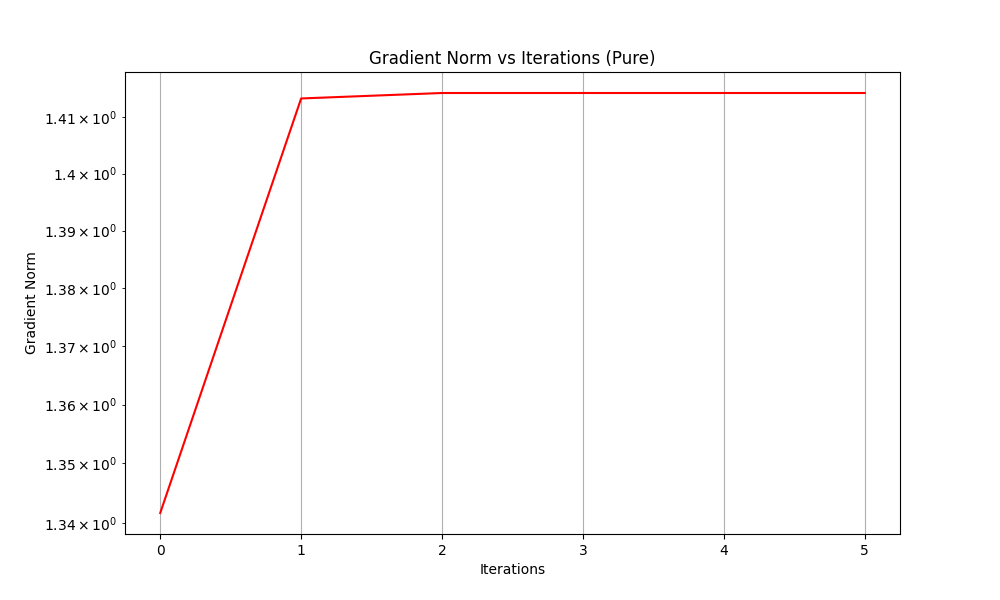 Gradient Norm vs Iterations (Pure)
Gradient Norm
1.41 × 10⁰
1.4 × 10⁰
1.39 × 10⁰
1.38 × 10⁰
1.37 × 10⁰
1.36 × 10⁰
1.35 × 10⁰
1.34 × 10⁰
0 1 2 3 4 5
Iterations